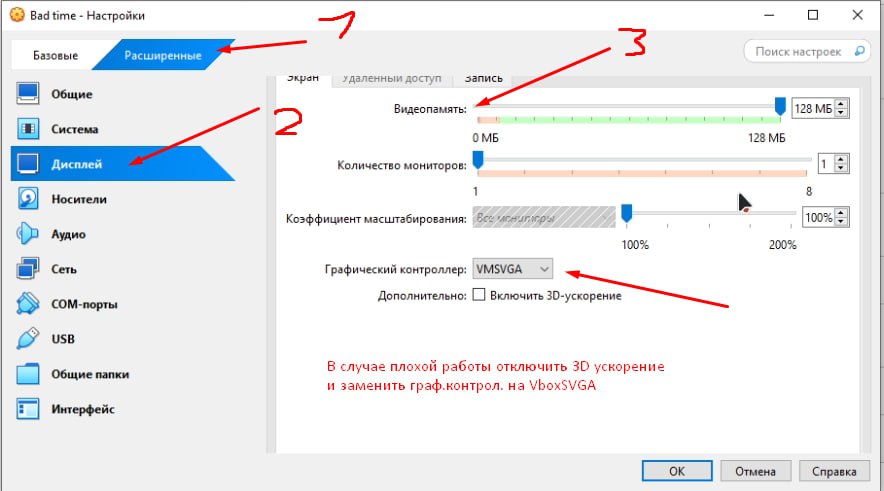 Bad time - Настройки
1
Базовые
Расширенные
Поиск настроек
Общие
Система
2
Дисплей
Носители
Аудио
Сеть
COM-порты
USB
Общие папки
Интерфейс
Экран
Удаленный доступ
Запись
3
Видеопамять:
128 МБ
0 МБ
128 МБ
Количество мониторов:
1
1
8
Коэффициент масштабирования:
Все мониторы
100%
100%
200%
Графический контроллер:
VMSVGA
Дополнительно:
Включить 3D-ускорение
В случае плохой работы отключить 3D ускорение
и заменить граф.контрол. на VboxSVGA
OK
Отмена
Справка